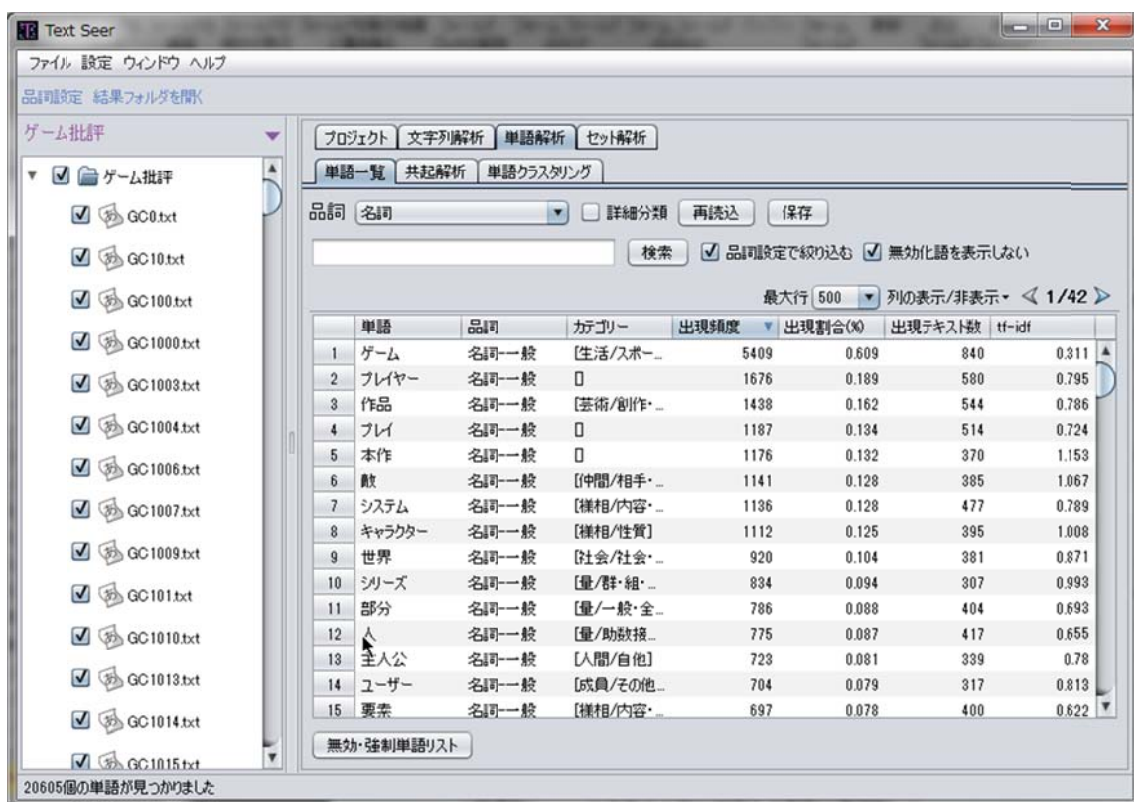 Text Seer
ファイル 設定 ウィンドウ ヘルプ
品詞設定 結果フォルダを開く
ゲーム批評
ゲーム批評
GC0.txt
GC10.txt
GC100.txt
GC1000.txt
GC1003.txt
GC1004.txt
GC1006.txt
GC1007.txt
GC1009.txt
GC101.txt
GC1010.txt
GC1013.txt
GC1014.txt
GC1015.txt
プロジェクト 文字列解析 単語解析 セット解析
単語一覧 共起解析 単語クラスタリング
品詞 名詞 詳細分類 再読込 保存
検索 品詞設定で絞り込む 無効化語を表示しない
最大行 500 列の表示/非表示 1/42
単語 品詞 カテゴリー 出現頻度 出現割合(%) 出現テキスト数 tf-idf
1 ゲーム 名詞-一般 [生活/スポー... 5409 0.609 840 0.311
2 プレイヤー 名詞-一般 [] 1676 0.189 580 0.795
3 作品 名詞-一般 [芸術/創作・... 1438 0.162 544 0.786
4 プレイ 名詞-一般 [] 1187 0.134 514 0.724
5 本作 名詞-一般 [] 1176 0.132 370 1.153
6 敵 名詞-一般 [仲間/相手・... 1141 0.128 385 1.067
7 システム 名詞-一般 [様相/内容・... 1136 0.128 477 0.789
8 キャラクター 名詞-一般 [様相/性質] 1112 0.125 395 1.008
9 世界 名詞-一般 [社会/社会・... 920 0.104 381 0.871
10 シリーズ 名詞-一般 [量/群・組・... 834 0.094 307 0.993
11 部分 名詞-一般 [量/一般・全... 786 0.088 404 0.693
12 人 名詞-一般 [量/助数接... 775 0.087 417 0.655
13 主人公 名詞-一般 [人間/自他] 723 0.081 339 0.78
14 ユーザー 名詞-一般 [成員/その他... 704 0.079 317 0.813
15 要素 名詞-一般 [様相/内容・... 697 0.078 400 0.622
無効・強制単語リスト
20605個の単語が見つかりました